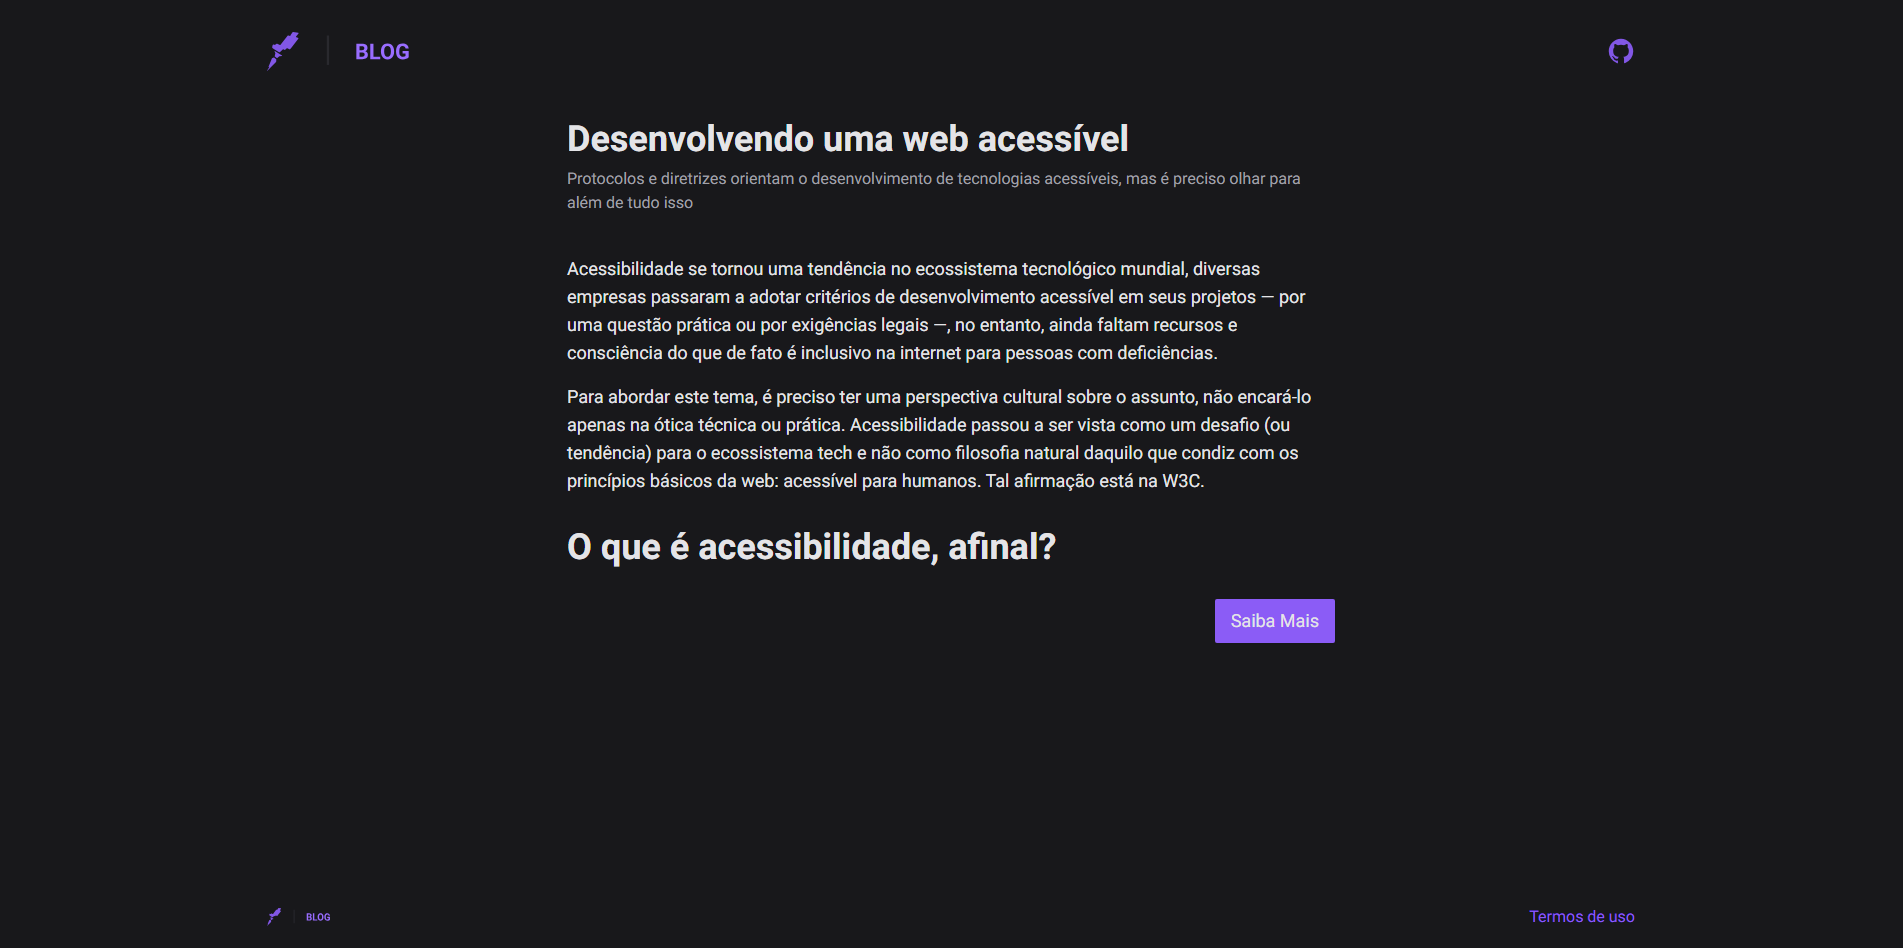 BLOG
Desenvolvendo uma web acessível
Protocolos e diretrizes orientam o desenvolvimento de tecnologias acessíveis, mas é preciso olhar para
além de tudo isso
Acessibilidade se tornou uma tendência no ecossistema tecnológico mundial, diversas
empresas passaram a adotar critérios de desenvolvimento acessível em seus projetos — por
uma questão prática ou por exigências legais —, no entanto, ainda faltam recursos e
consciência do que de fato é inclusivo na internet para pessoas com deficiências.
Para abordar este tema, é preciso ter uma perspectiva cultural sobre o assunto, não encará-lo
apenas na ótica técnica ou prática. Acessibilidade passou a ser vista como um desafio (ou
tendência) para o ecossistema tech e não como filosofia natural daquilo que condiz com os
princípios básicos da web: acessível para humanos. Tal afirmação está na W3C.
O que é acessibilidade, afinal?
Saiba Mais
BLOG
Termos de uso